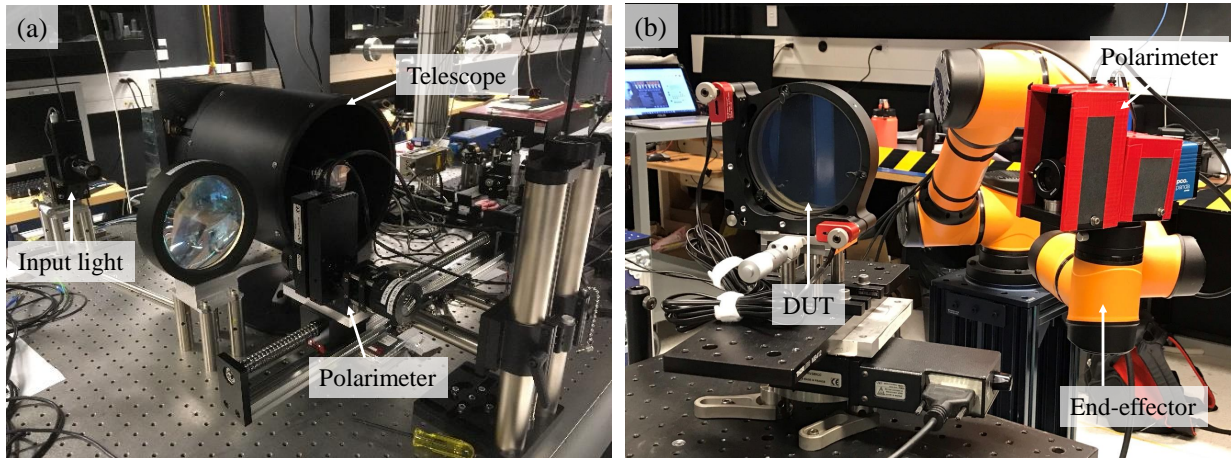 (a)
Telescope
Input light
Polarimeter
(b)
Polarimeter
DUT
End-effector